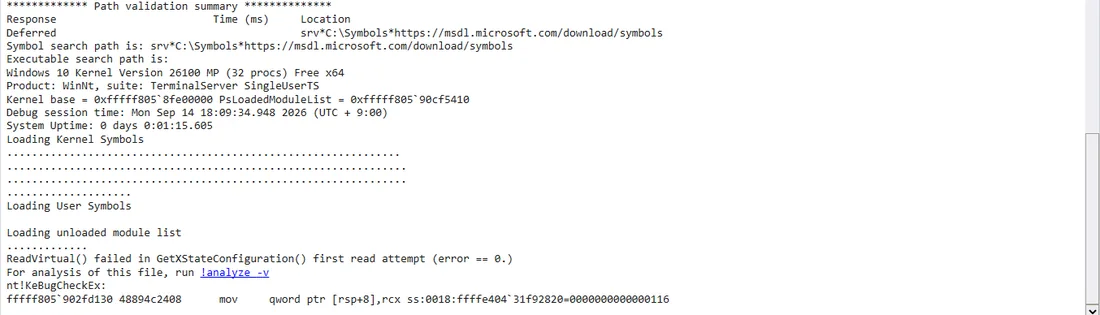 ************* Path validation summary **************
Response                         Time (ms)     Location
Deferred                                       srv*C:\Symbols*https://msdl.microsoft.com/download/symbols
Symbol search path is: srv*C:\Symbols*https://msdl.microsoft.com/download/symbols
Executable search path is:
Windows 10 Kernel Version 26100 MP (32 procs) Free x64
Product: WinNt, suite: TerminalServer SingleUserTS
Kernel base = 0xfffff805`8fe00000 PsLoadedModuleList = 0xfffff805`90cf5410
Debug session time: Mon Sep 14 18:09:34.948 2026 (UTC + 9:00)
System Uptime: 0 days 0:01:15.605
Loading Kernel Symbols
...............................................................
................................................................
................................................................
....................
Loading User Symbols

Loading unloaded module list
.............
ReadVirtual() failed in GetXStateConfiguration() first read attempt (error == 0.)
For analysis of this file, run !analyze -v
nt!KeBugCheckEx:
fffff805`902fd130 48894c2408      mov     qword ptr [rsp+8],rcx ss:0018:ffffe404`31f92820=0000000000000116